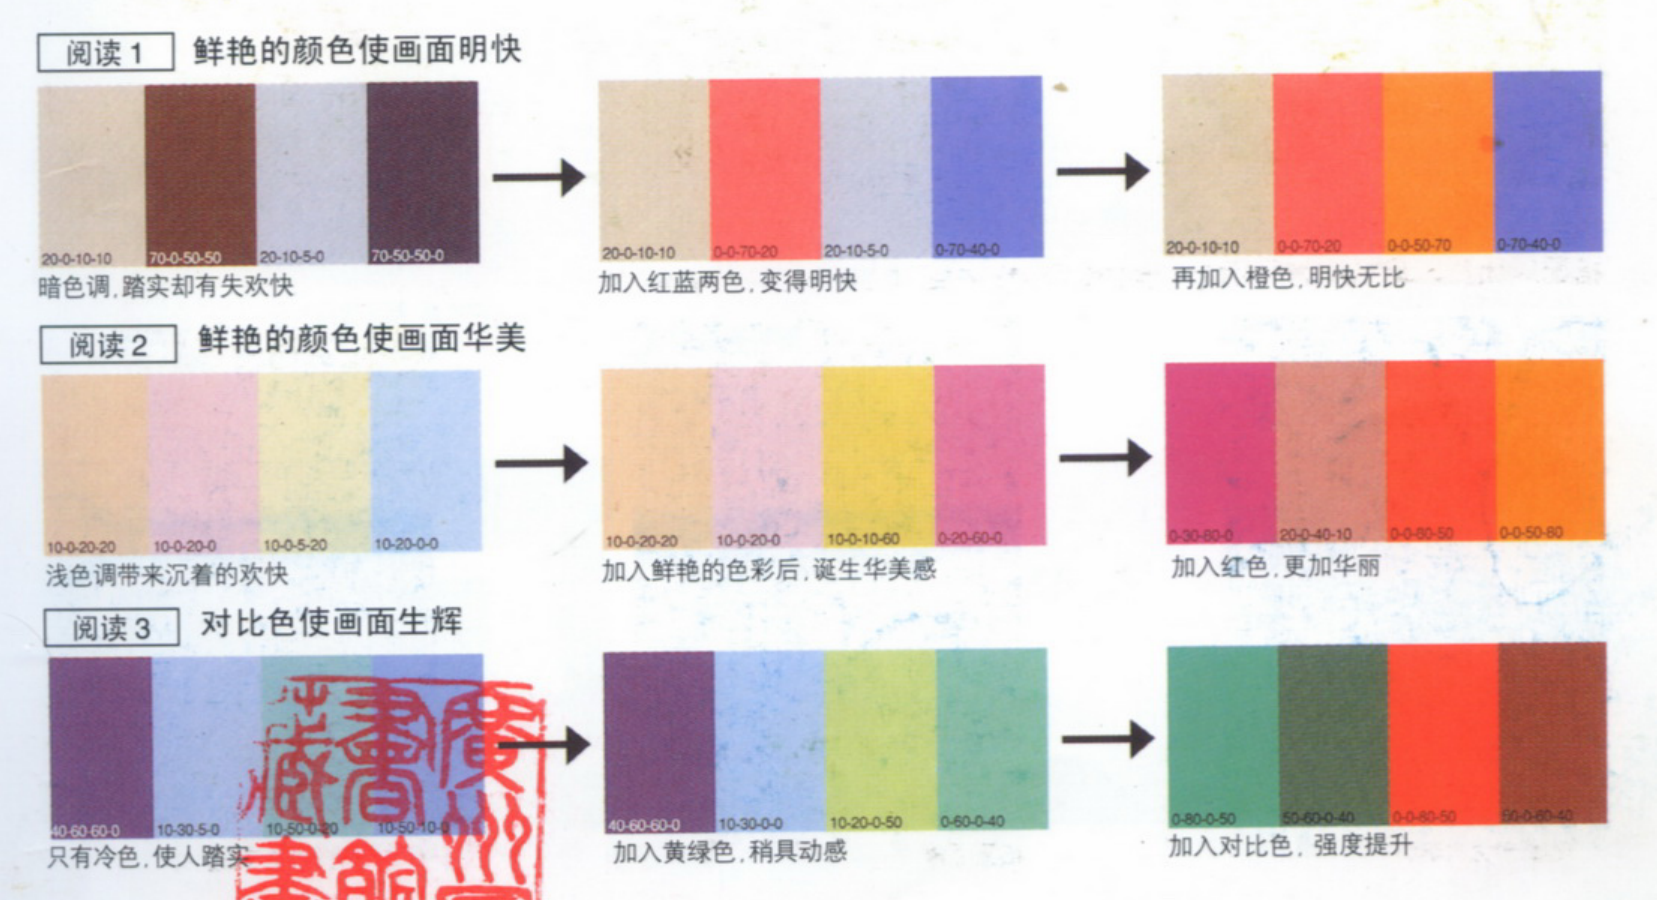 阅读1 鲜艳的颜色使画面明快
20-0-10-10 70-0-50-50 20-10-5-0 70-50-50-0
暗色调,踏实却有失欢快
20-0-10-10 0-0-70-20 20-10-5-0 0-70-40-0
加入红蓝两色,变得明快
20-0-10-10 0-0-70-20 0-0-50-70 0-70-40-0
再加入橙色,明快无比
阅读2 鲜艳的颜色使画面华美
10-0-20-20 10-0-20-0 10-0-5-20 10-20-0-0
浅色调带来沉着的欢快
10-0-20-20 10-0-20-0 10-0-10-60 0-20-60-0
加入鲜艳的色彩后,诞生华美感
0-30-80-0 20-0-40-10 0-0-80-50 0-0-50-80
加入红色,更加华丽
阅读3 对比色使画面生辉
40-60-60-0 10-30-5-0 10-50-0-20 10-50-10-0
只有冷色,使人踏实
40-60-60-0 10-30-0-0 10-20-0-50 0-60-0-40
加入黄绿色,稍具动感
0-80-0-50 50-60-0-40 0-0-80-50 50-0-60-40
加入对比色,强度提升
廣州
書館
藏書